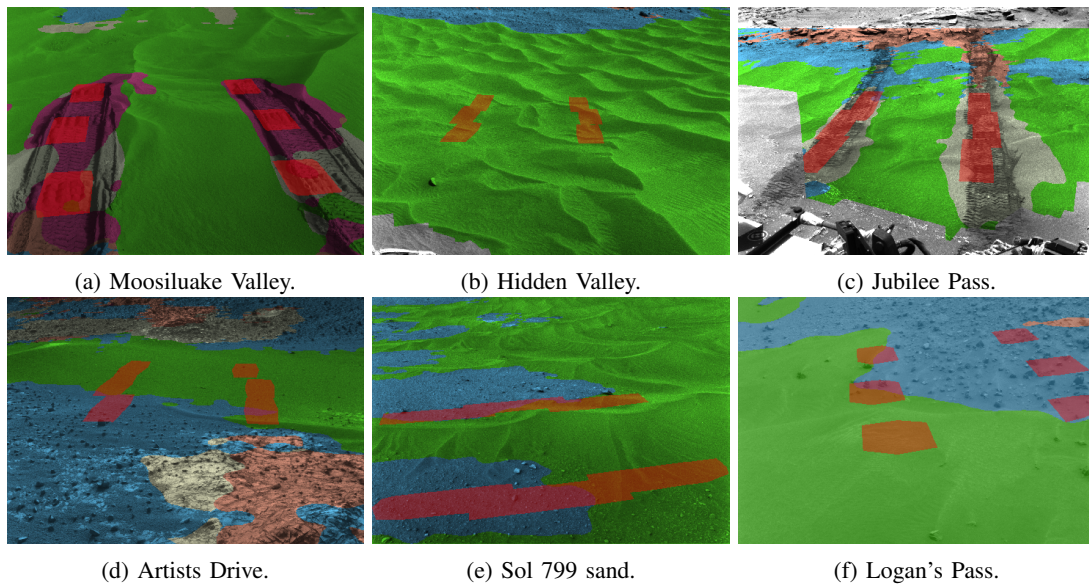 (a) Moosiluake Valley.
(b) Hidden Valley.
(c) Jubilee Pass.
(d) Artists Drive.
(e) Sol 799 sand.
(f) Logan's Pass.